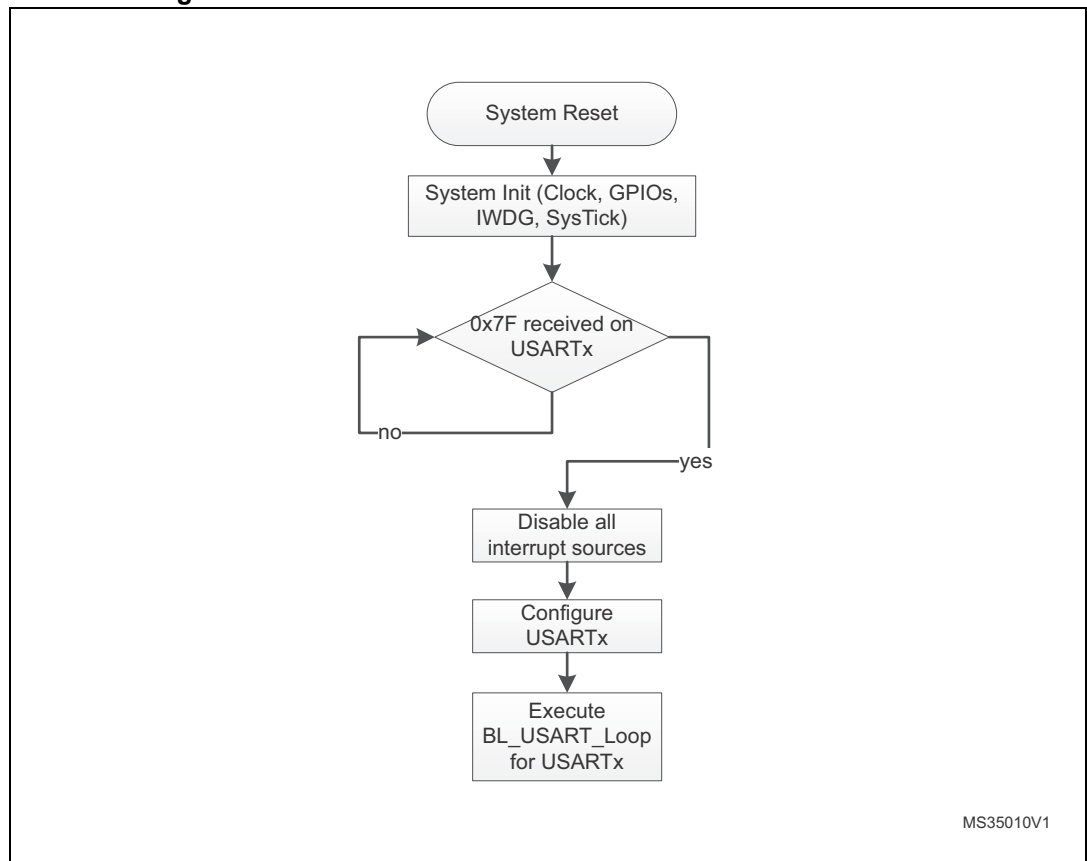 System Reset
System Init (Clock, GPIOs,
IWDG, SysTick)
0x7F received on
USARTx
no
yes
Disable all
interrupt sources
Configure
USARTx
Execute
BL_USART_Loop
for USARTx
MS35010V1